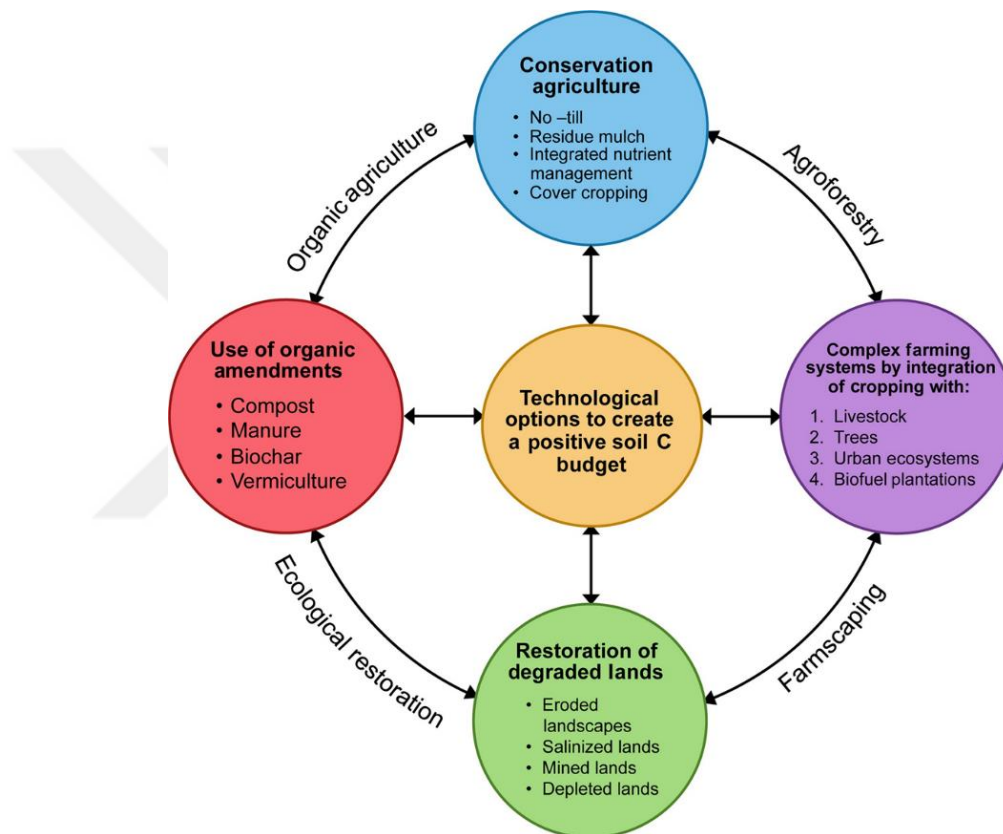 Conservation
agriculture
• No –till
• Residue mulch
• Integrated nutrient
management
• Cover cropping
Organic agriculture
Agroforestry
Use of organic
amendments
• Compost
• Manure
• Biochar
• Vermiculture
Technological
options to create
a positive soil C
budget
Complex farming
systems by integration
of cropping with:
1. Livestock
2. Trees
3. Urban ecosystems
4. Biofuel plantations
Ecological restoration
Farmscaping
Restoration of
degraded lands
• Eroded
landscapes
• Salinized lands
• Mined lands
• Depleted lands